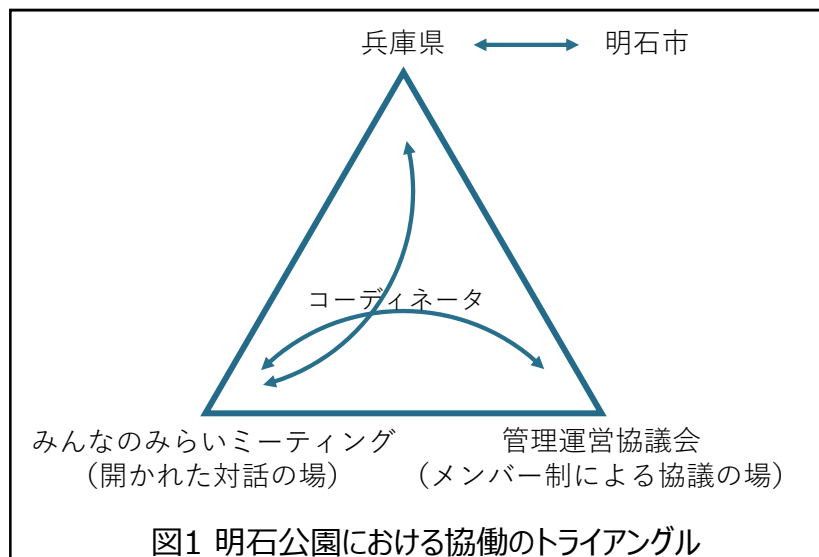 兵庫県 明石市
コーディネータ
みんなのみらいミーティング 管理運営協議会
（開かれた対話の場） （メンバー制による協議の場）
図1 明石公園における協働のトライアングル